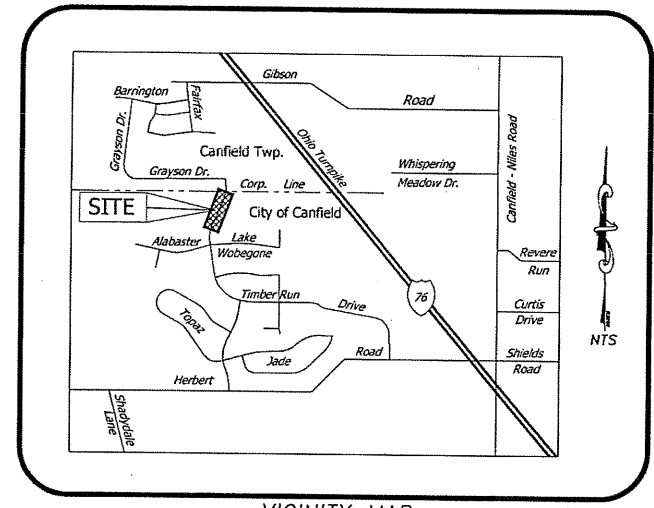 Gibson
Road
Barrington
Fairfax
Grayson Dr.
Canfield Twp.
Ohio Turnpike
Canfield - Niles Road
Whispering
Meadow Dr.
Grayson Dr.
Corp. Line
SITE
City of Canfield
Alabaster
Lake
Wobegone
Revere
Run
76
Timber Run
Drive
Curtis
Drive
Topaz
NTS
Jade
Road
Shields
Road
Herbert
Shadydale
Lane
VICINITY MAP